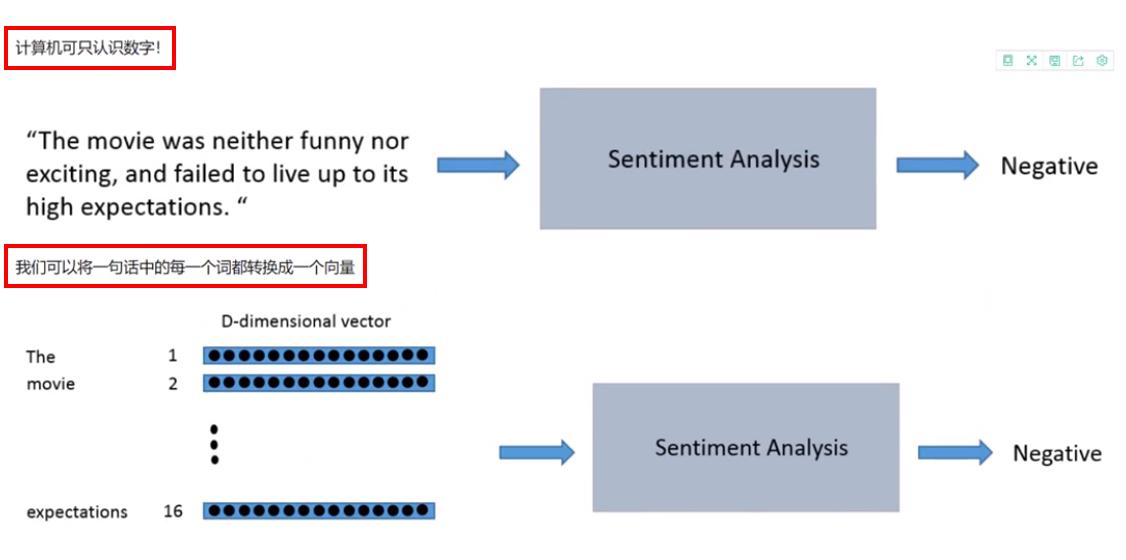 计算机可只认识数字!
“The movie was neither funny nor
exciting, and failed to live up to its
high expectations. “
Sentiment Analysis
Negative
我们可以将一句话中的每一个词都转换成一个向量
D-dimensional vector
The 1
movie 2
expectations 16
Sentiment Analysis
Negative